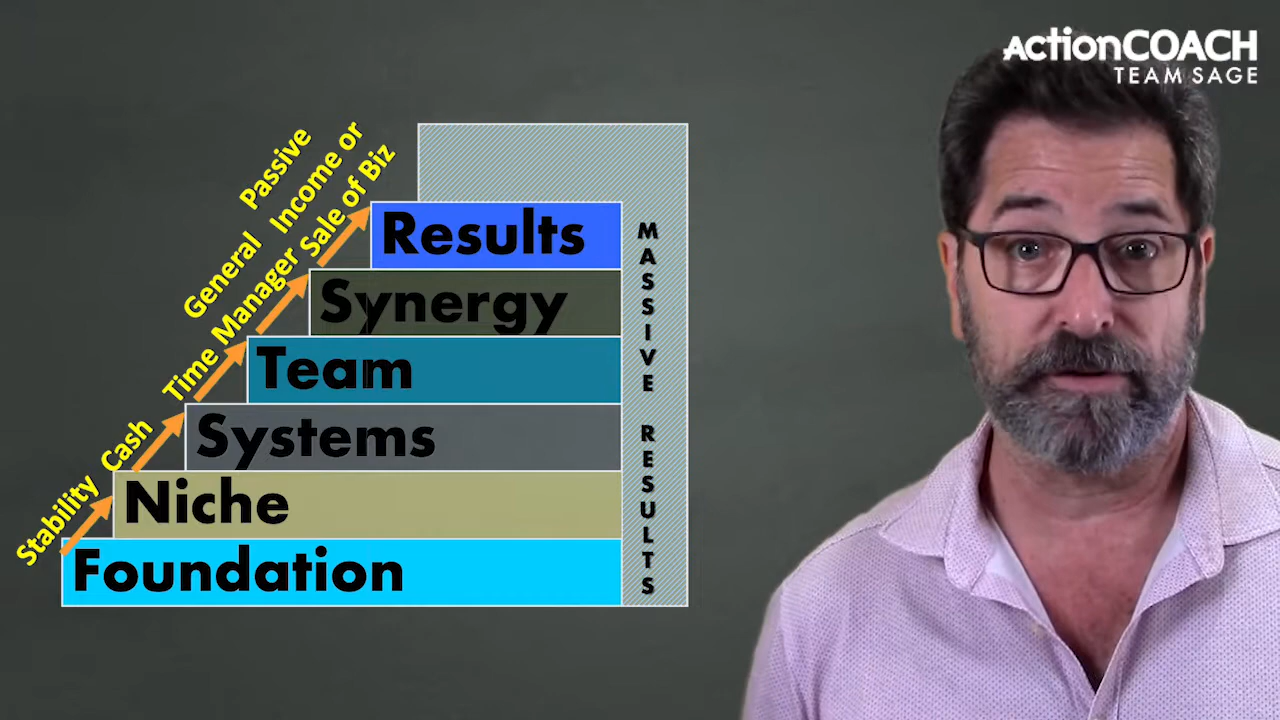 ActionCOACH
TEAM SAGE
Passive
Income or
Sale of Biz
General
Manager
Time
Cash
Stability
Results
Synergy
Team
Systems
Niche
Foundation
MASSIVE RESULTS